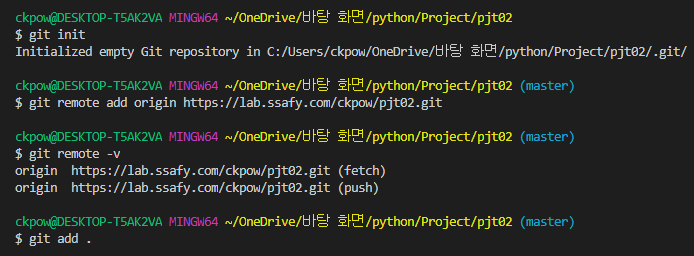 ckpow@DESKTOP-T5AK2VA MINGW64 ~/OneDrive/바탕 화면/python/Project/pjt02
$ git init
Initialized empty Git repository in C:/Users/ckpow/OneDrive/바탕 화면/python/Project/pjt02/.git/
ckpow@DESKTOP-T5AK2VA MINGW64 ~/OneDrive/바탕 화면/python/Project/pjt02 (master)
$ git remote add origin https://lab.ssafy.com/ckpow/pjt02.git
ckpow@DESKTOP-T5AK2VA MINGW64 ~/OneDrive/바탕 화면/python/Project/pjt02 (master)
$ git remote -v
origin  https://lab.ssafy.com/ckpow/pjt02.git (fetch)
origin  https://lab.ssafy.com/ckpow/pjt02.git (push)
ckpow@DESKTOP-T5AK2VA MINGW64 ~/OneDrive/바탕 화면/python/Project/pjt02 (master)
$ git add .